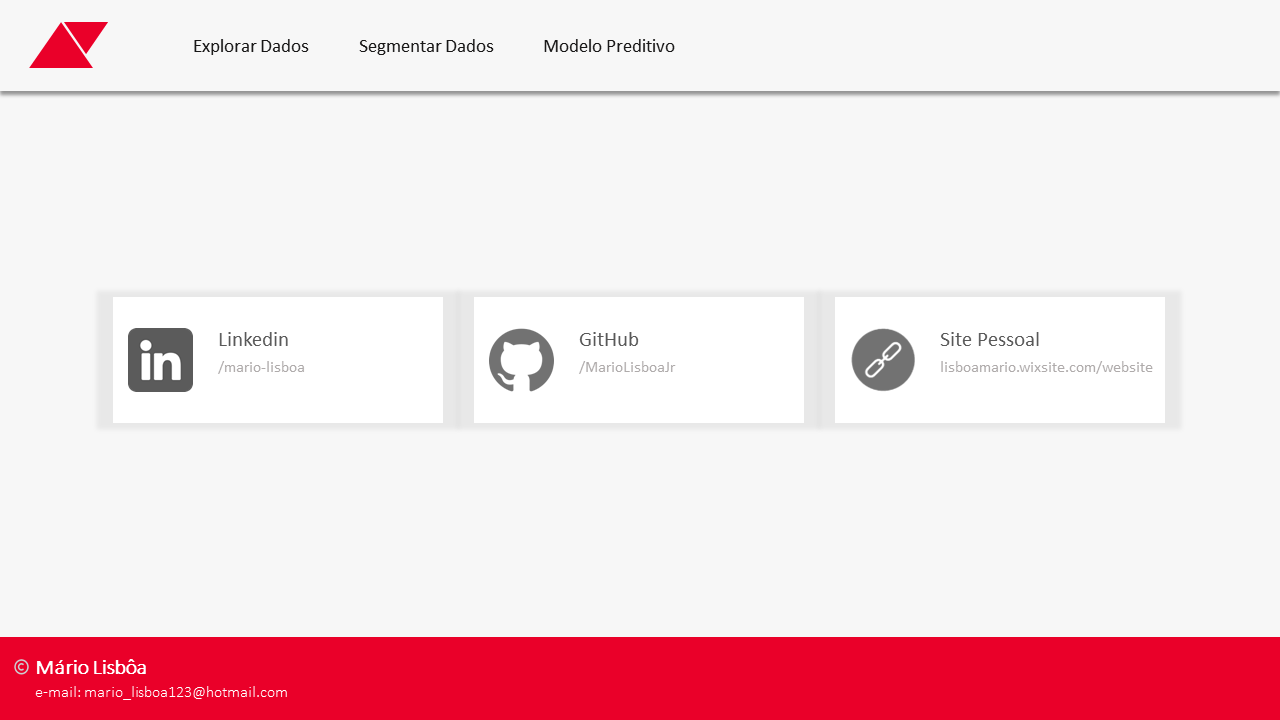 Explorar Dados Segmentar Dados Modelo Preditivo
Linkedin
/mario-lisboa
GitHub
/MarioLisboaJr
Site Pessoal
lisboamario.wixsite.com/website
© Mário Lisbôa
e-mail: mario_lisboa123@hotmail.com